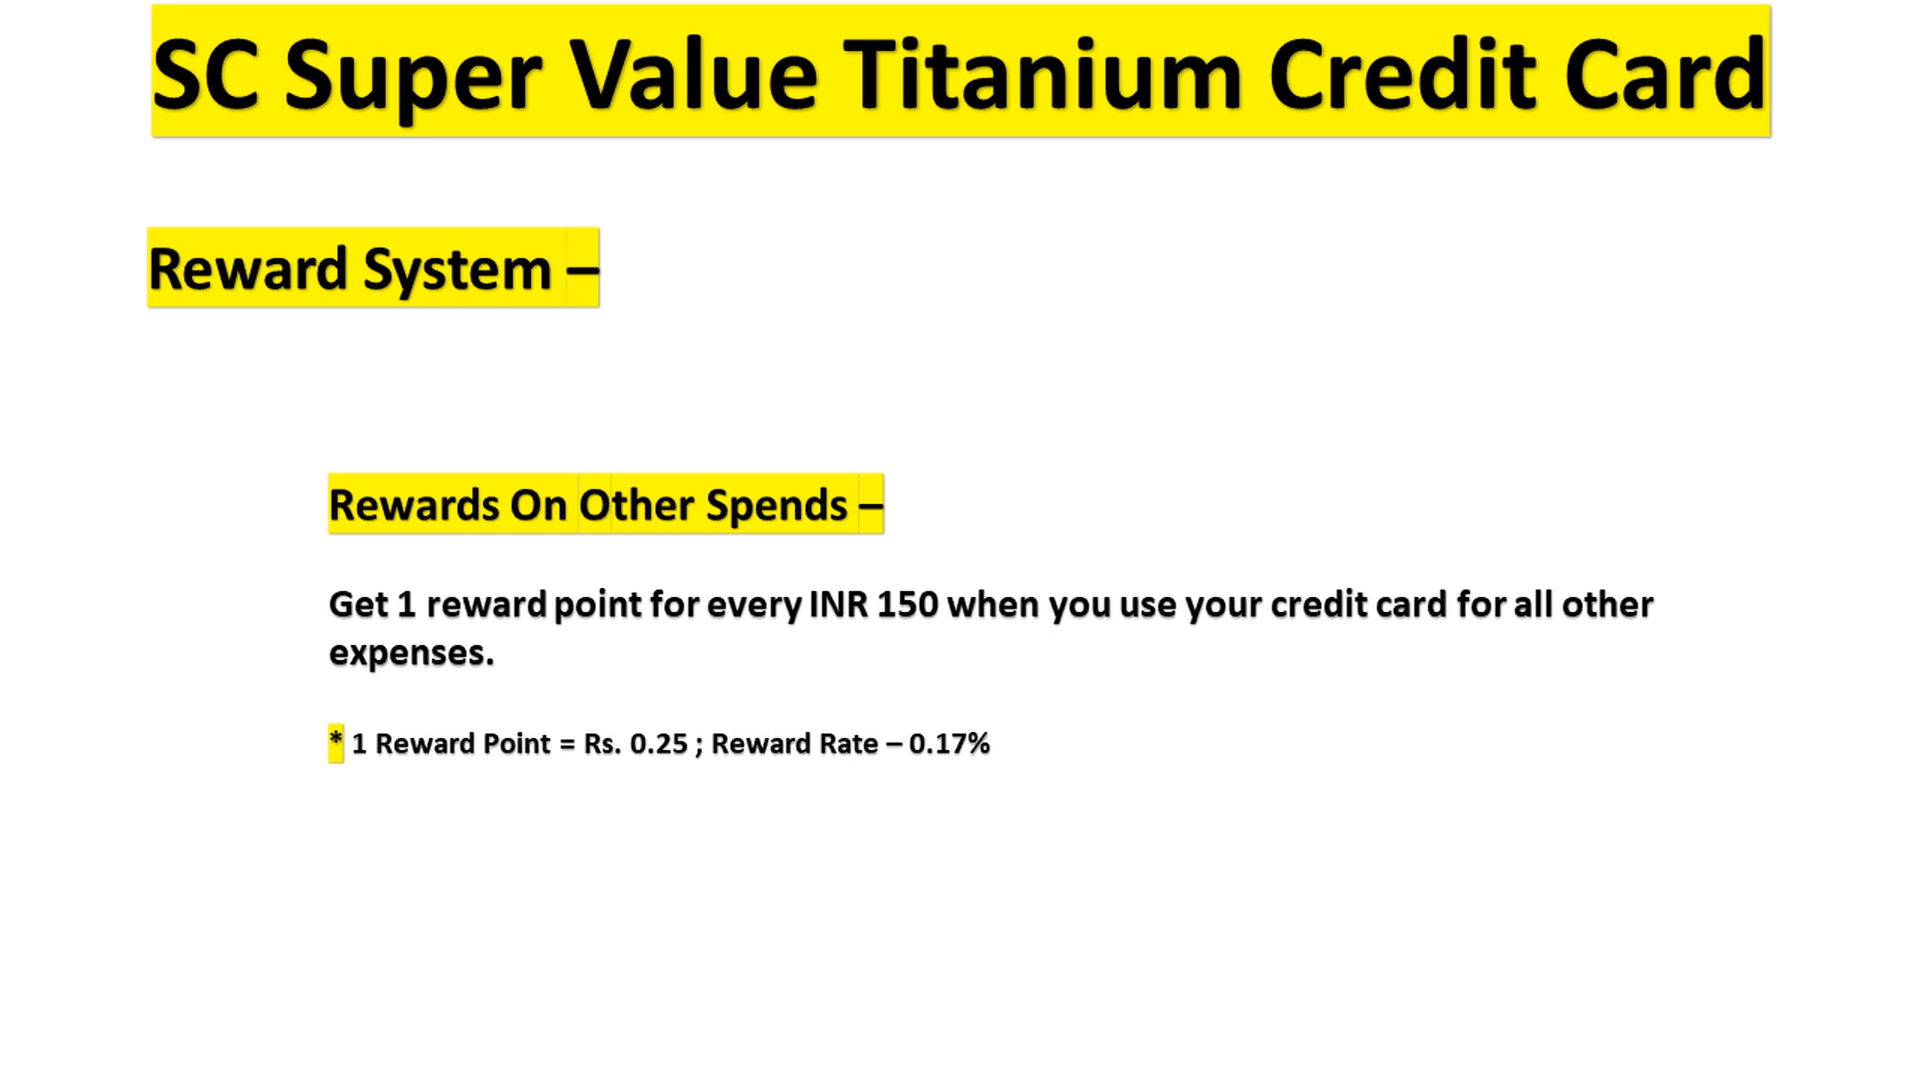 SC Super Value Titanium Credit Card
Reward System –
Rewards On Other Spends –
Get 1 reward point for every INR 150 when you use your credit card for all other
expenses.
* 1 Reward Point = Rs. 0.25 ; Reward Rate – 0.17%